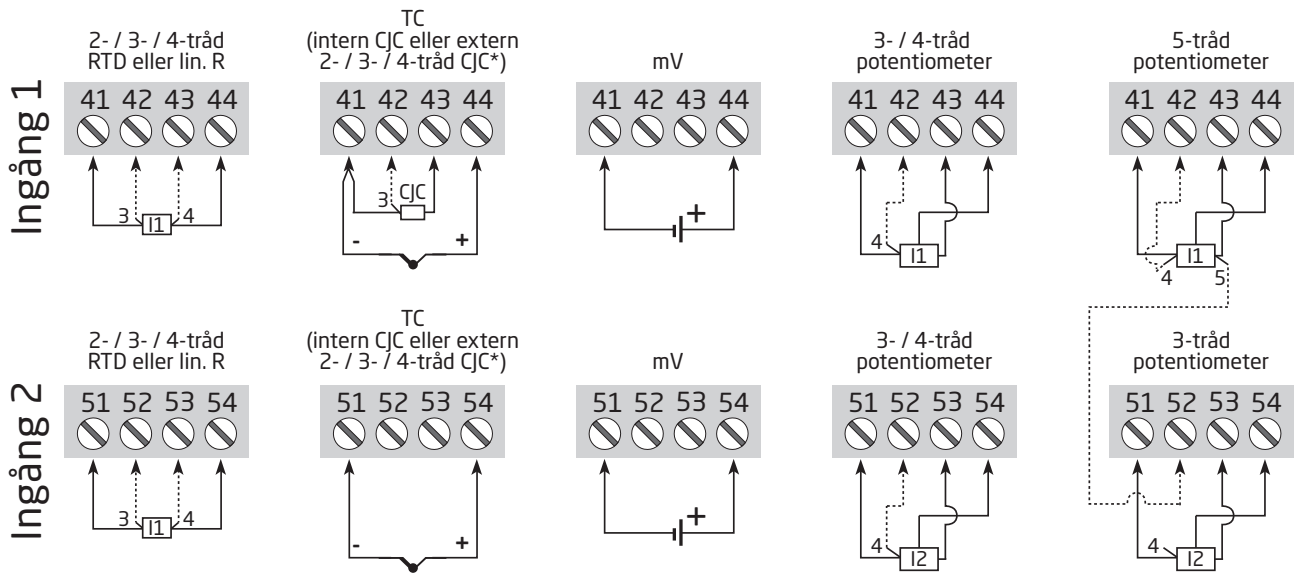 Ingång 1
2- / 3- / 4-tråd
RTD eller lin. R
41 42 43 44
3 I1 4
TC
(intern CJC eller extern
2- / 3- / 4-tråd CJC*)
41 42 43 44
3 CJC
- +
mV
41 42 43 44
+
3- / 4-tråd
potentiometer
41 42 43 44
4 I1
5-tråd
potentiometer
41 42 43 44
I1
4 5
Ingång 2
2- / 3- / 4-tråd
RTD eller lin. R
51 52 53 54
3 I1 4
TC
(intern CJC eller extern
2- / 3- / 4-tråd CJC*)
51 52 53 54
- +
mV
51 52 53 54
+
3- / 4-tråd
potentiometer
51 52 53 54
4 I2
3-tråd
potentiometer
51 52 53 54
4 I2